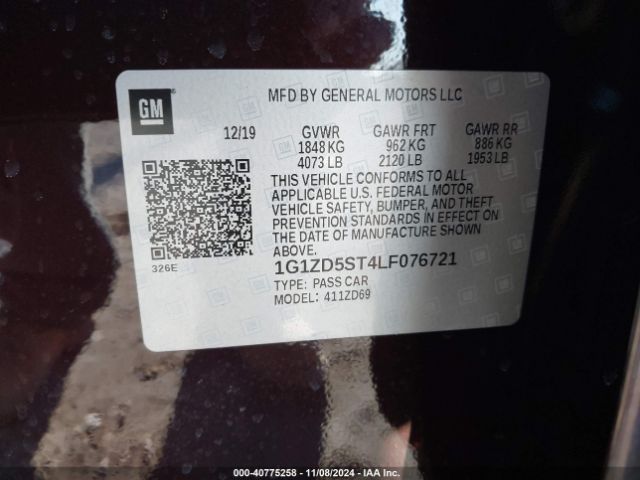 GM
MFD BY GENERAL MOTORS LLC
12/19 GVWR GAWR FRT GAWR RR
1848 KG 962 KG 886 KG
4073 LB 2120 LB 1953 LB
THIS VEHICLE CONFORMS TO ALL
APPLICABLE U.S. FEDERAL MOTOR
VEHICLE SAFETY, BUMPER, AND THEFT
PREVENTION STANDARDS IN EFFECT ON
THE DATE OF MANUFACTURE SHOWN
ABOVE.
326E
1G1ZD5ST4LF076721
TYPE: PASS CAR
MODEL: 411ZD69
000-40775258 - 11/08/2024 - IAA Inc.